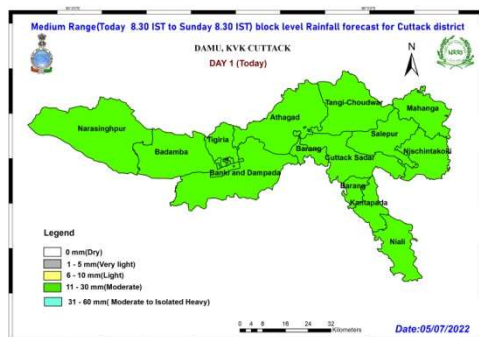 Medium Range(Today 8.30 IST to Sunday 8.30 IST) block level Rainfall forecast for Cuttack district
DAMU, KVK CUTTACK
DAY 1 (Today)
N
NRRI
Tangi-Choudwar
Mahanga
Narasinghpur
Athagad
Salepur
Tigiria
Badamba
Barang
Nischintakoili
Cuttack Sadar
Banki and Dampada
Barang
Kantapada
Niali
Legend
0 mm(Dry)
1 - 5 mm(Very light)
6 - 10 mm(Light)
11 - 30 mm(Moderate)
31 - 60 mm( Moderate to Isolated Heavy)
0 4 8 16 24 32
Kilometers
Date:05/07/2022